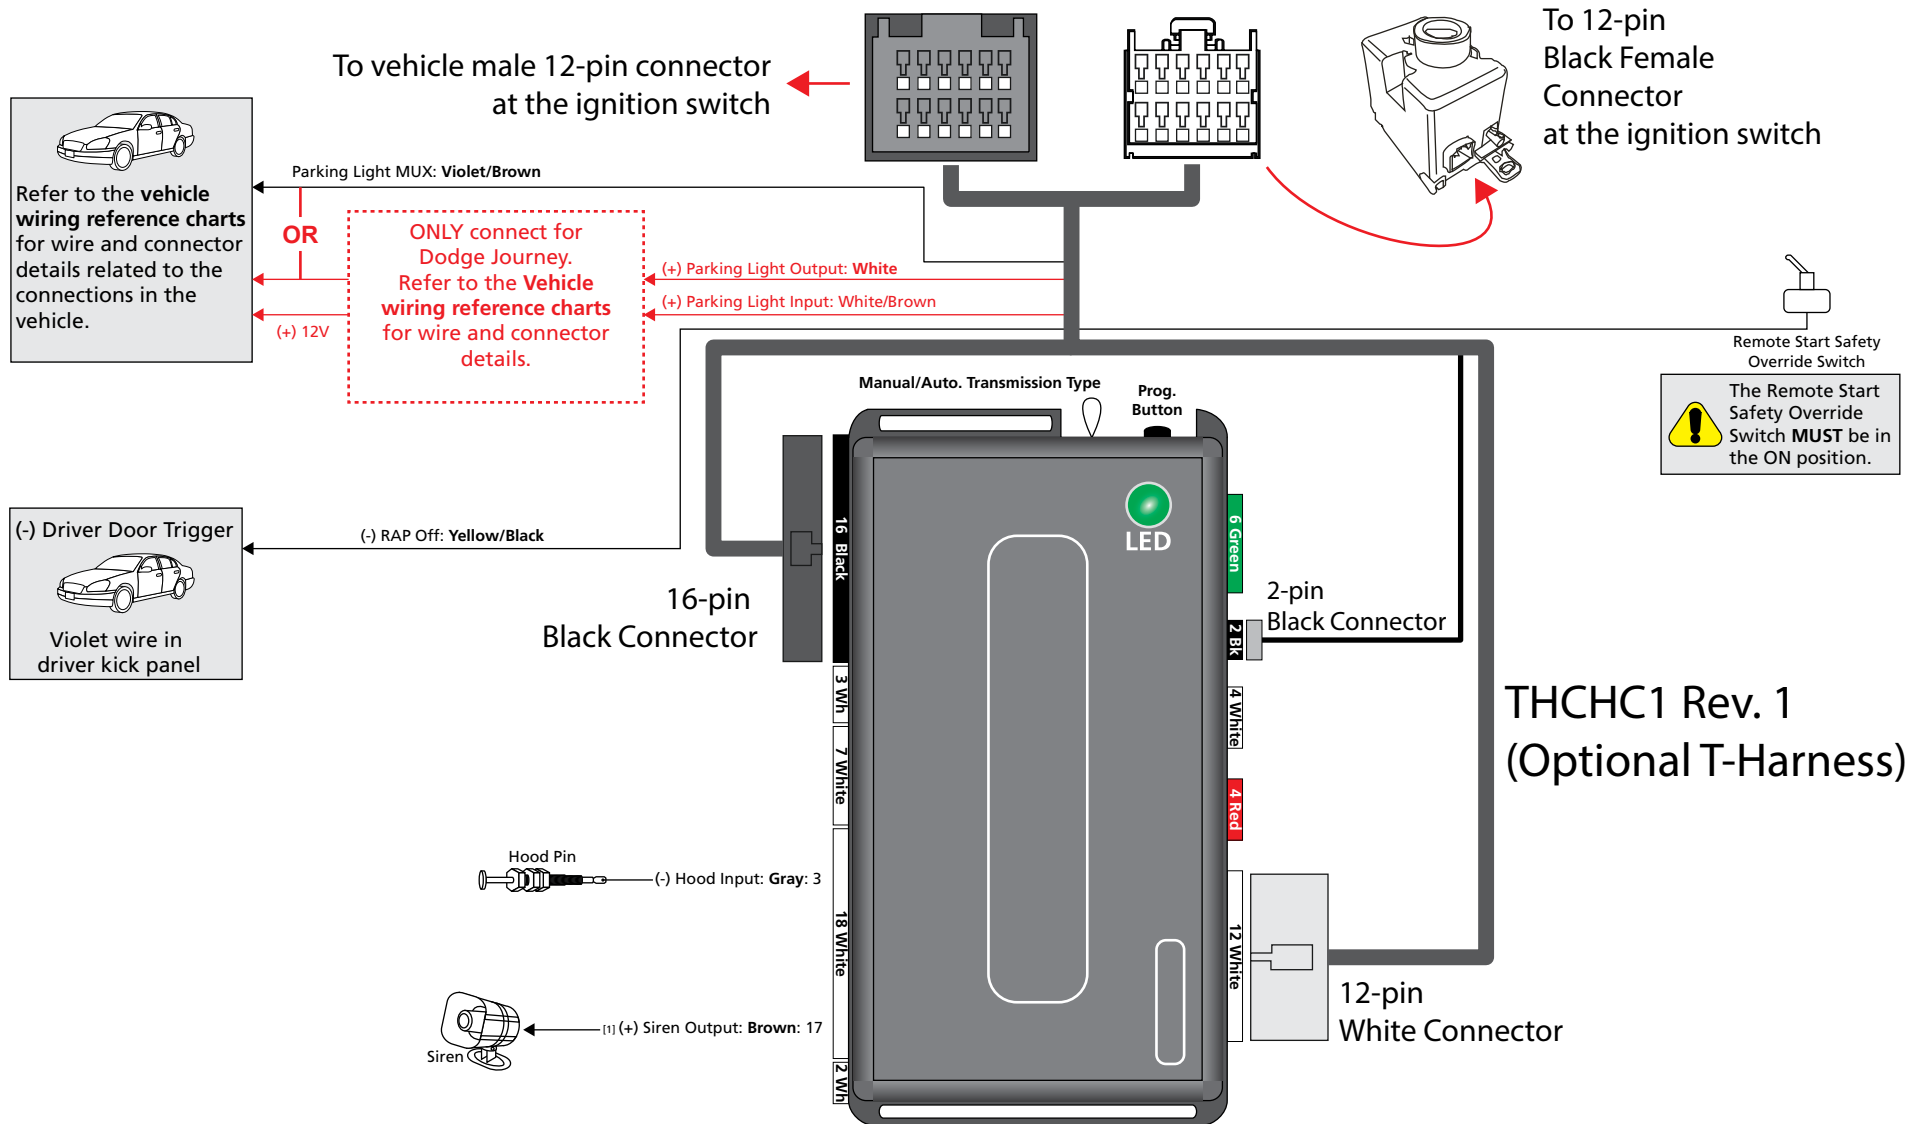 To vehicle male 12-pin connector
at the ignition switch
To 12-pin
Black Female
Connector
at the ignition switch
Refer to the vehicle
wiring reference charts
for wire and connector
details related to the
connections in the
vehicle.
Parking Light MUX: Violet/Brown
OR
(+) 12V
ONLY connect for
Dodge Journey.
Refer to the Vehicle
wiring reference charts
for wire and connector
details.
(+) Parking Light Output: White
(+) Parking Light Input: White/Brown
Remote Start Safety
Override Switch
The Remote Start
Safety Override
Switch MUST be in
the ON position.
Manual/Auto. Transmission Type
Prog.
Button
LED
(-) Driver Door Trigger
Violet wire in
driver kick panel
(-) RAP Off: Yellow/Black
16-pin
Black Connector
16 Black
3 Wh
7 White
18 White
2 Wh
6 Green
2 Bk
4 White
4 Red
12 White
2-pin
Black Connector
THCHC1 Rev. 1
(Optional T-Harness)
Hood Pin
(-) Hood Input: Gray: 3
Siren
[1] (+) Siren Output: Brown: 17
12-pin
White Connector